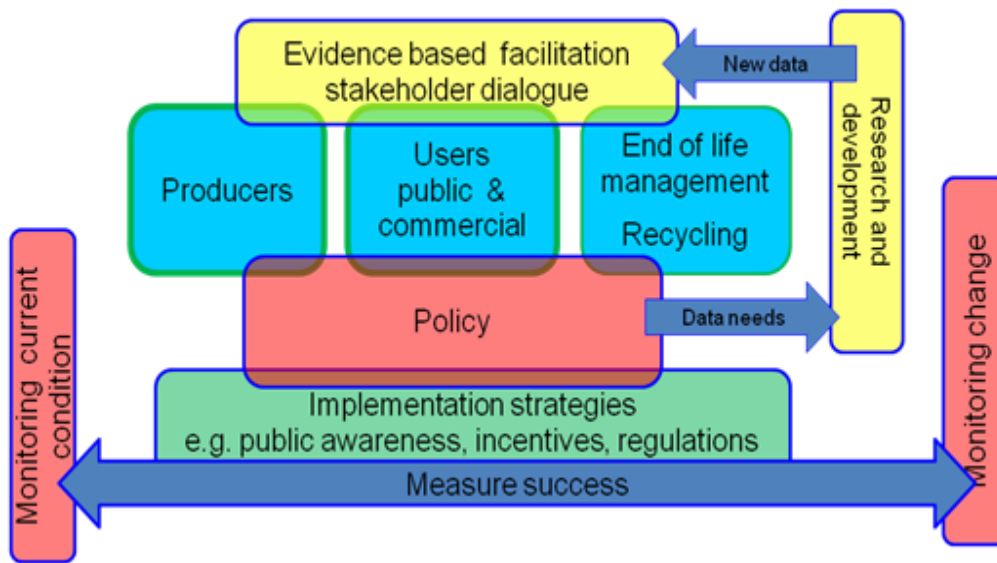 Evidence based facilitation
stakeholder dialogue
New data
Research and
development
Producers
Users
public &
commercial
End of life
management
Recycling
Policy
Data needs
Monitoring current
condition
Monitoring change
Implementation strategies
e.g. public awareness, incentives, regulations
Measure success